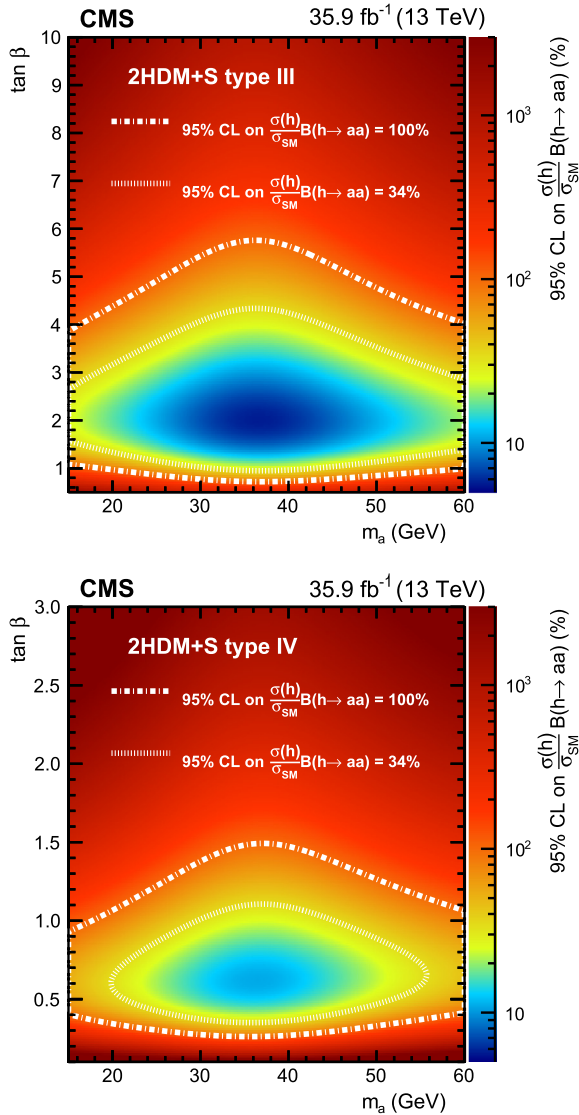 CMS 35.9 fb⁻¹ (13 TeV)
2HDM+S type III
95% CL on σ(h)/σSM B(h→ aa) = 100%
95% CL on σ(h)/σSM B(h→ aa) = 34%
tan β
10
9
8
7
6
5
4
3
2
1
20 30 40 50 60
mₐ (GeV)
10³
10²
10
95% CL on σ(h)/σSM B(h→ aa) (%)
CMS 35.9 fb⁻¹ (13 TeV)
2HDM+S type IV
95% CL on σ(h)/σSM B(h→ aa) = 100%
95% CL on σ(h)/σSM B(h→ aa) = 34%
tan β
3.0
2.5
2.0
1.5
1.0
0.5
20 30 40 50 60
mₐ (GeV)
10³
10²
10
95% CL on σ(h)/σSM B(h→ aa) (%)